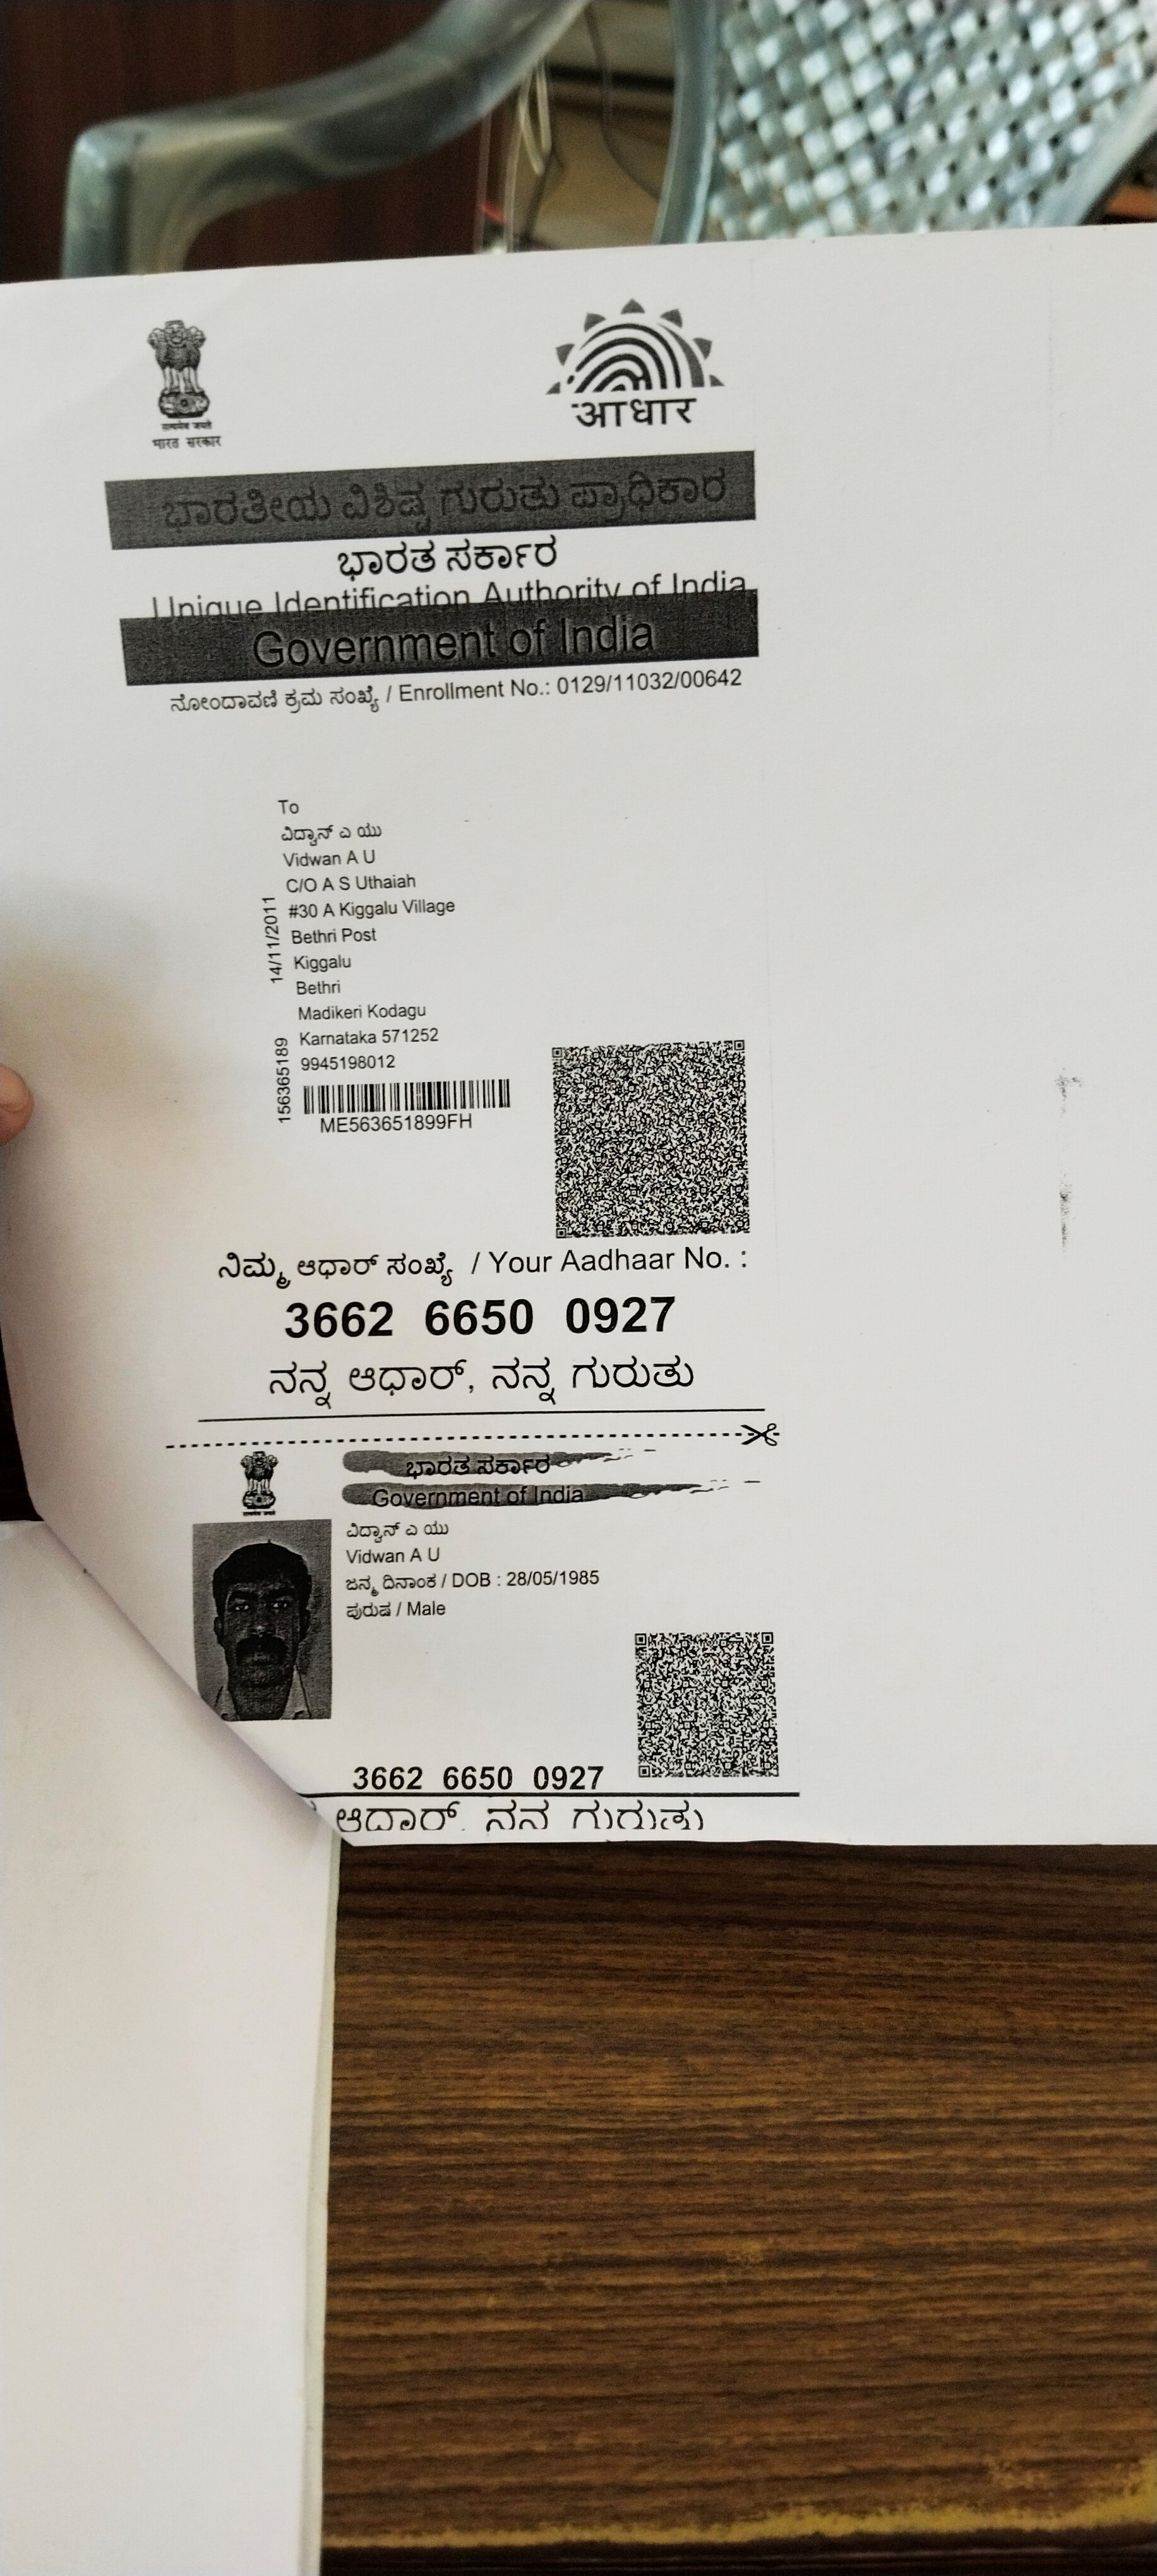 सत्यमेव जयते
भारत सरकार
आधार
ಭಾರತೀಯ ವಿಶಿಷ್ಟ ಗುರುತು ಪ್ರಾಧಿಕಾರ
ಭಾರತ ಸರ್ಕಾರ
Unique Identification Authority of India
Government of India
ನೋಂದಾವಣಿ ಕ್ರಮ ಸಂಖ್ಯೆ / Enrollment No.: 0129/11032/00642
To
ವಿದ್ವಾನ್ ಎ ಯು
Vidwan A U
C/O A S Uthaiah
#30 A Kiggalu Village
Bethri Post
Kiggalu
Bethri
Madikeri Kodagu
Karnataka 571252
9945198012
14/11/2011
156365189
ME563651899FH
ನಿಮ್ಮ ಆಧಾರ್ ಸಂಖ್ಯೆ / Your Aadhaar No. :
3662 6650 0927
ನನ್ನ ಆಧಾರ್, ನನ್ನ ಗುರುತು
ಭಾರತ ಸರ್ಕಾರ
Government of India
ವಿದ್ವಾನ್ ಎ ಯು
Vidwan A U
ಜನ್ಮ ದಿನಾಂಕ / DOB : 28/05/1985
ಪುರುಷ / Male
3662 6650 0927
ಆಧಾರ್, ನನ್ನ ಗುರುತು